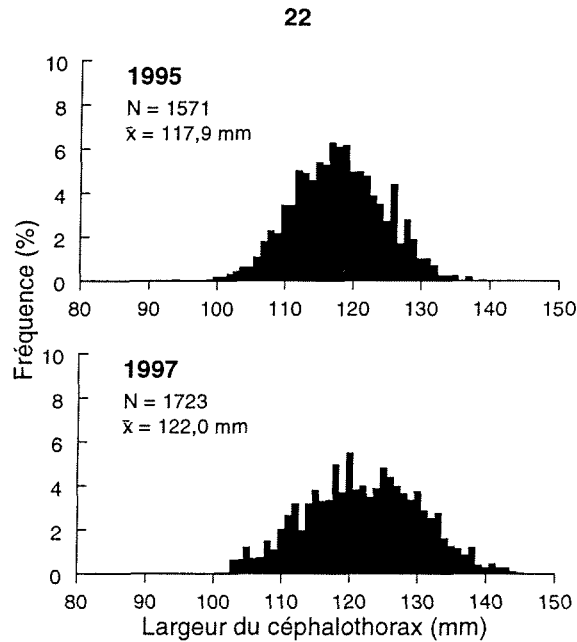 22
Fréquence (%)
1995
N = 1571
x̄ = 117,9 mm
10
8
6
4
2
0
80 90 100 110 120 130 140 150
1997
N = 1723
x̄ = 122,0 mm
10
8
6
4
2
0
80 90 100 110 120 130 140 150
Largeur du céphalothorax (mm)